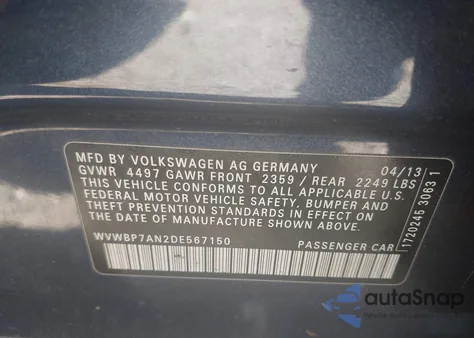 MFD BY VOLKSWAGEN AG GERMANY 04/13
GVWR 4497 GAWR FRONT 2359 / REAR 2249 LBS
THIS VEHICLE CONFORMS TO ALL APPLICABLE U.S.
FEDERAL MOTOR VEHICLE SAFETY, BUMPER AND
THEFT PREVENTION STANDARDS IN EFFECT ON THE
DATE OF MANUFACTURE SHOWN ABOVE
WVWBP7AN2DE567150 PASSENGER CAR
1720246 3063 1
autoSnap